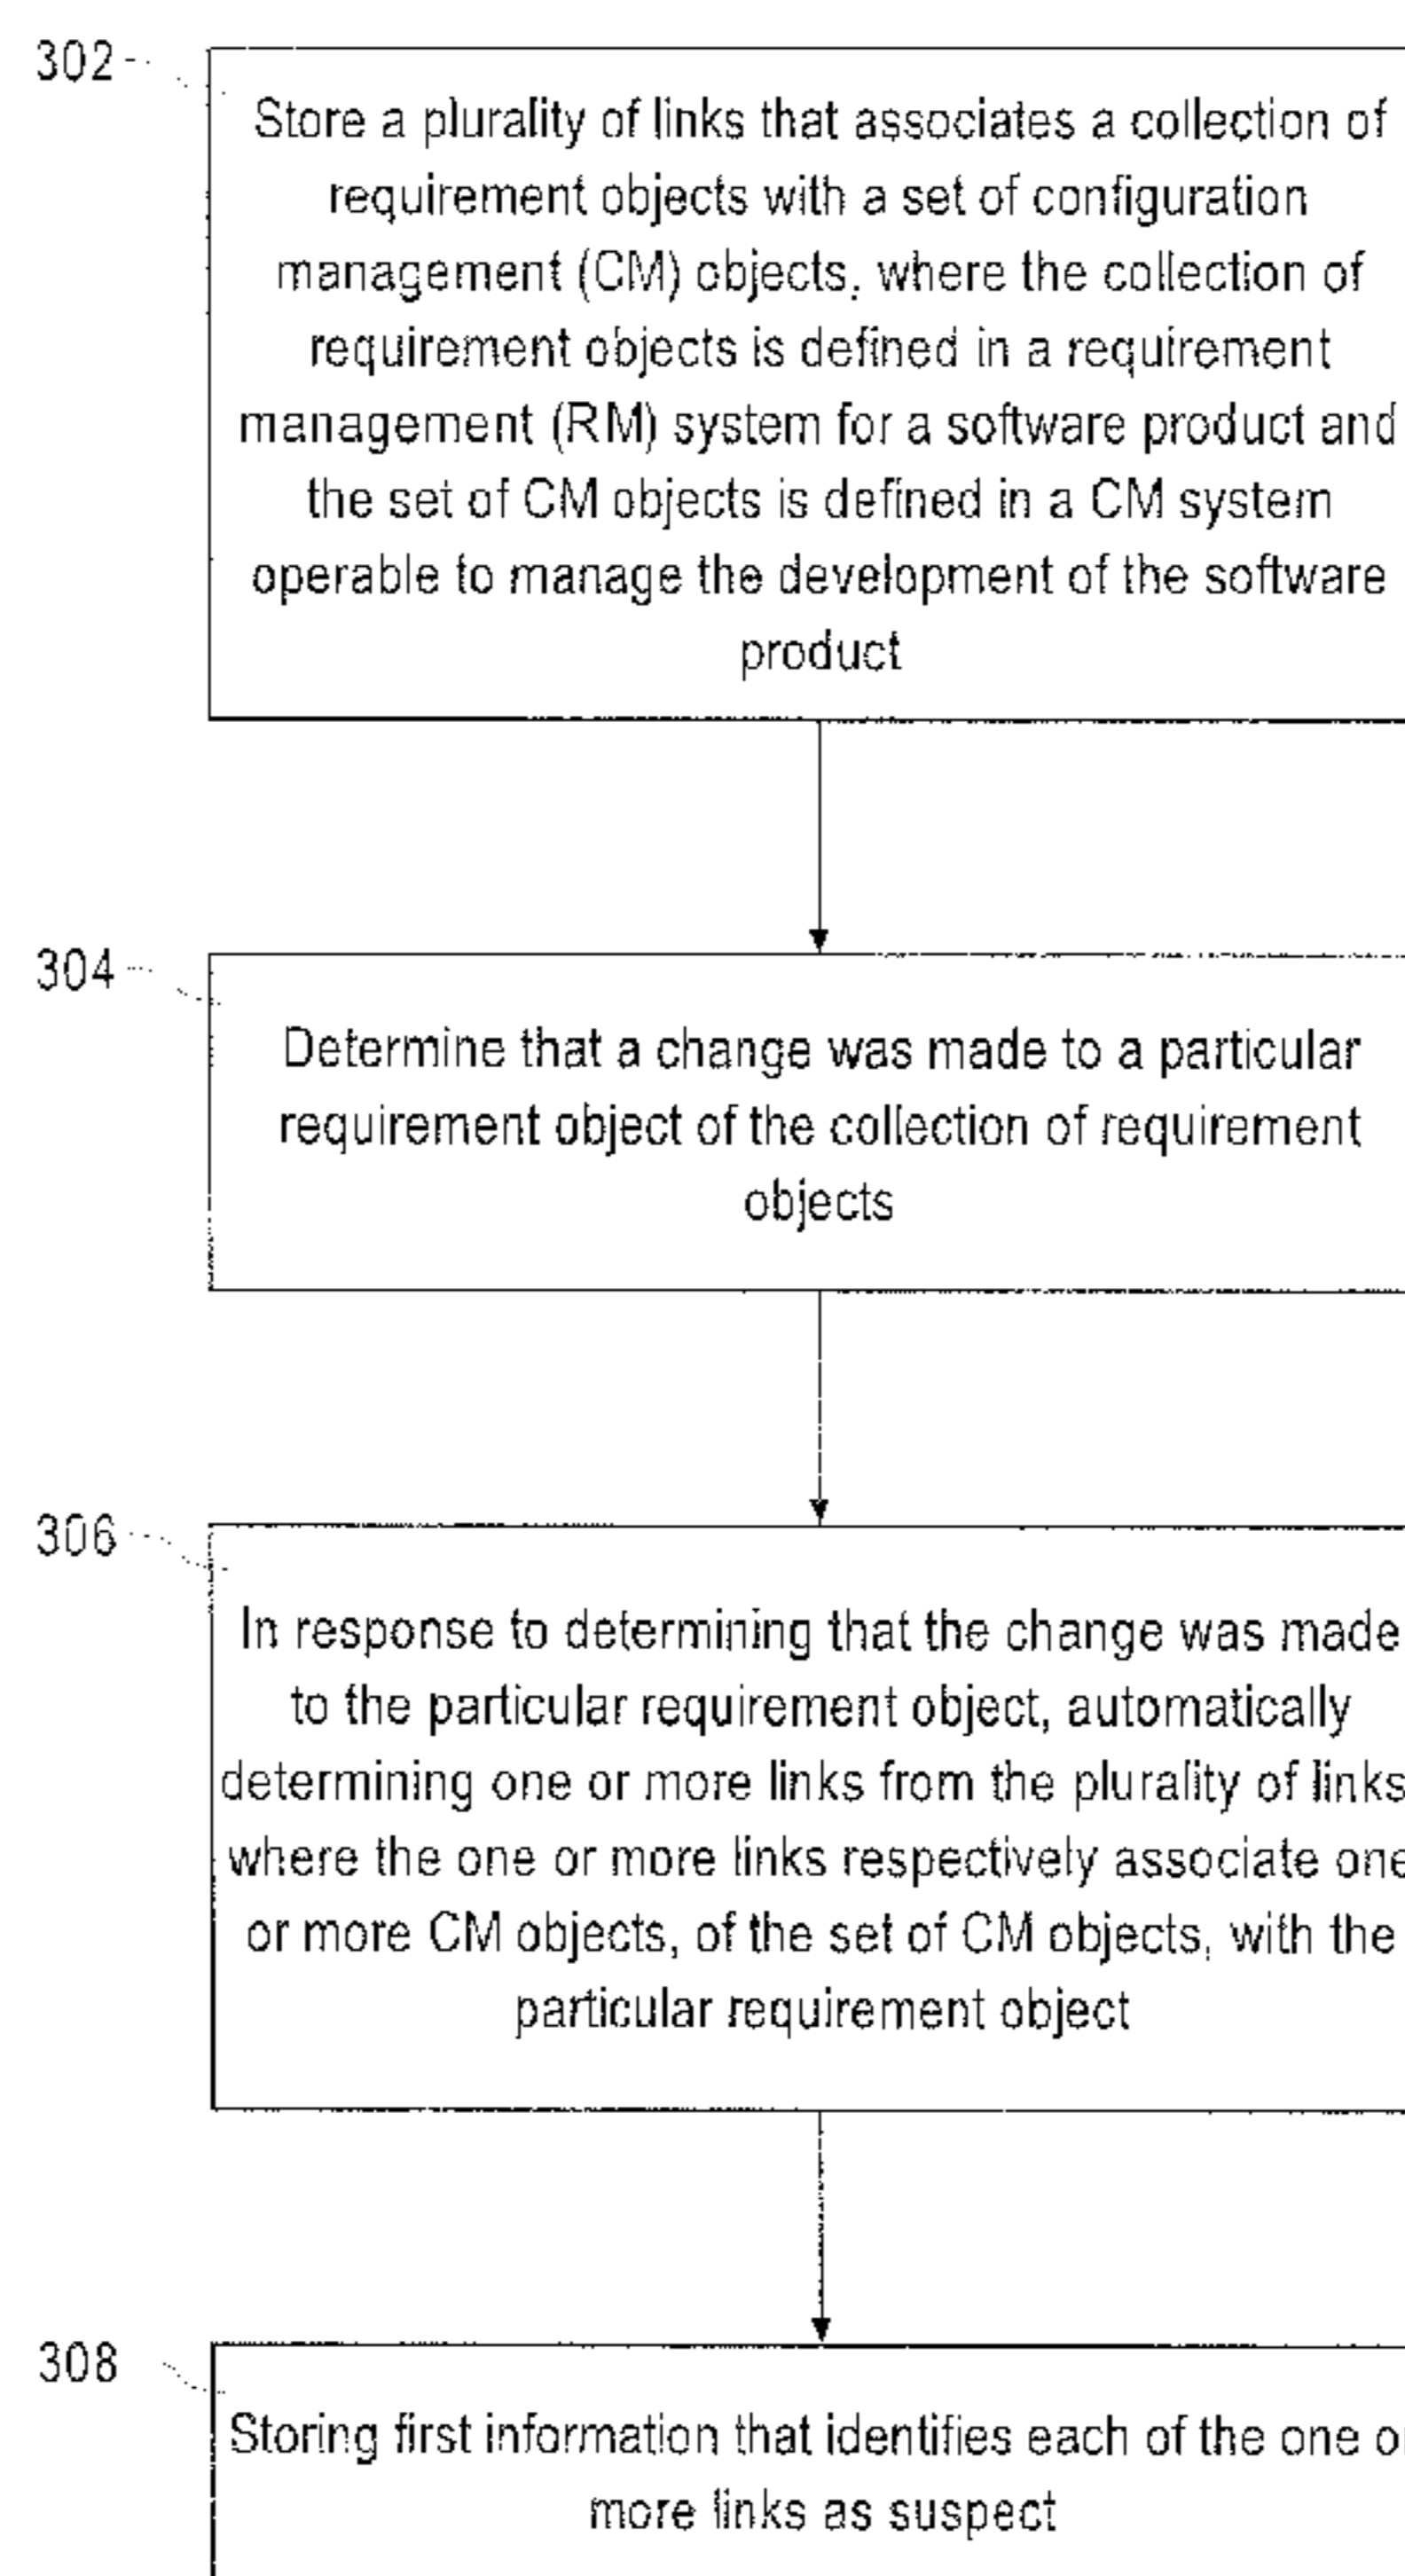 302
Store a plurality of links that associates a collection of
requirement objects with a set of configuration
management (CM) objects, where the collection of
requirement objects is defined in a requirement
management (RM) system for a software product and
the set of CM objects is defined in a CM system
operable to manage the development of the software
product
304
Determine that a change was made to a particular
requirement object of the collection of requirement
objects
306
In response to determining that the change was made
to the particular requirement object, automatically
determining one or more links from the plurality of links
where the one or more links respectively associate one
or more CM objects, of the set of CM objects, with the
particular requirement object
308
Storing first information that identifies each of the one or
more links as suspect